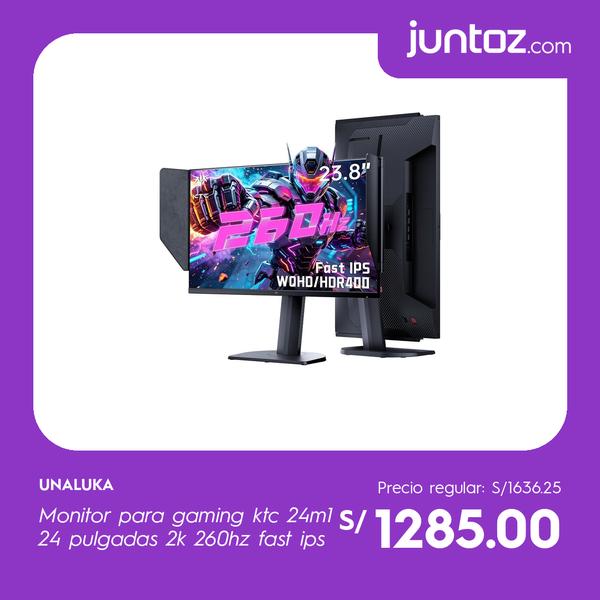 juntoz.com
23.8"
260Hz
Fast IPS
WQHD/HDR400
UNALUKA
Monitor para gaming ktc 24m1
24 pulgadas 2k 260hz fast ips
Precio regular: S/1636.25
S/ 1285.00